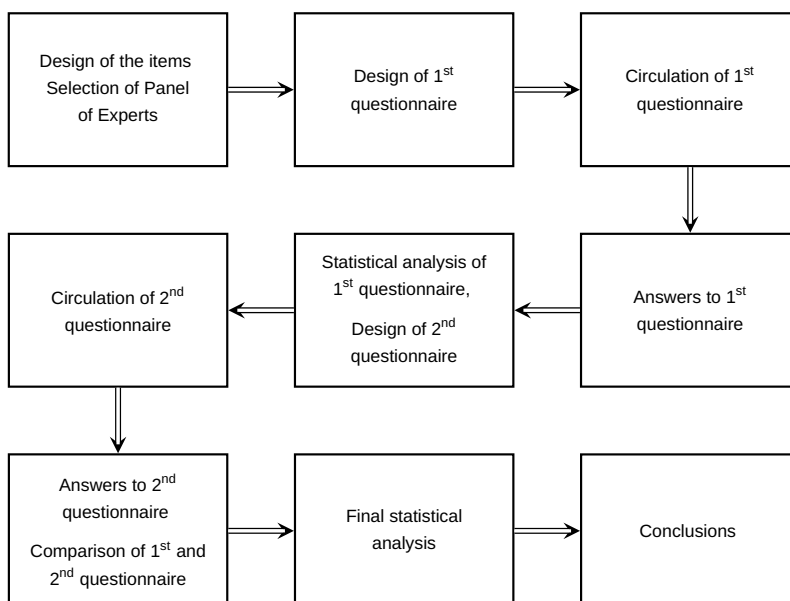 Design of the items
Selection of Panel
of Experts
Design of 1st
questionnaire
Circulation of 1st
questionnaire
Answers to 1st
questionnaire
Statistical analysis of
1st questionnaire,
Design of 2nd
questionnaire
Circulation of 2nd
questionnaire
Answers to 2nd
questionnaire
Comparison of 1st and
2nd questionnaire
Final statistical
analysis
Conclusions